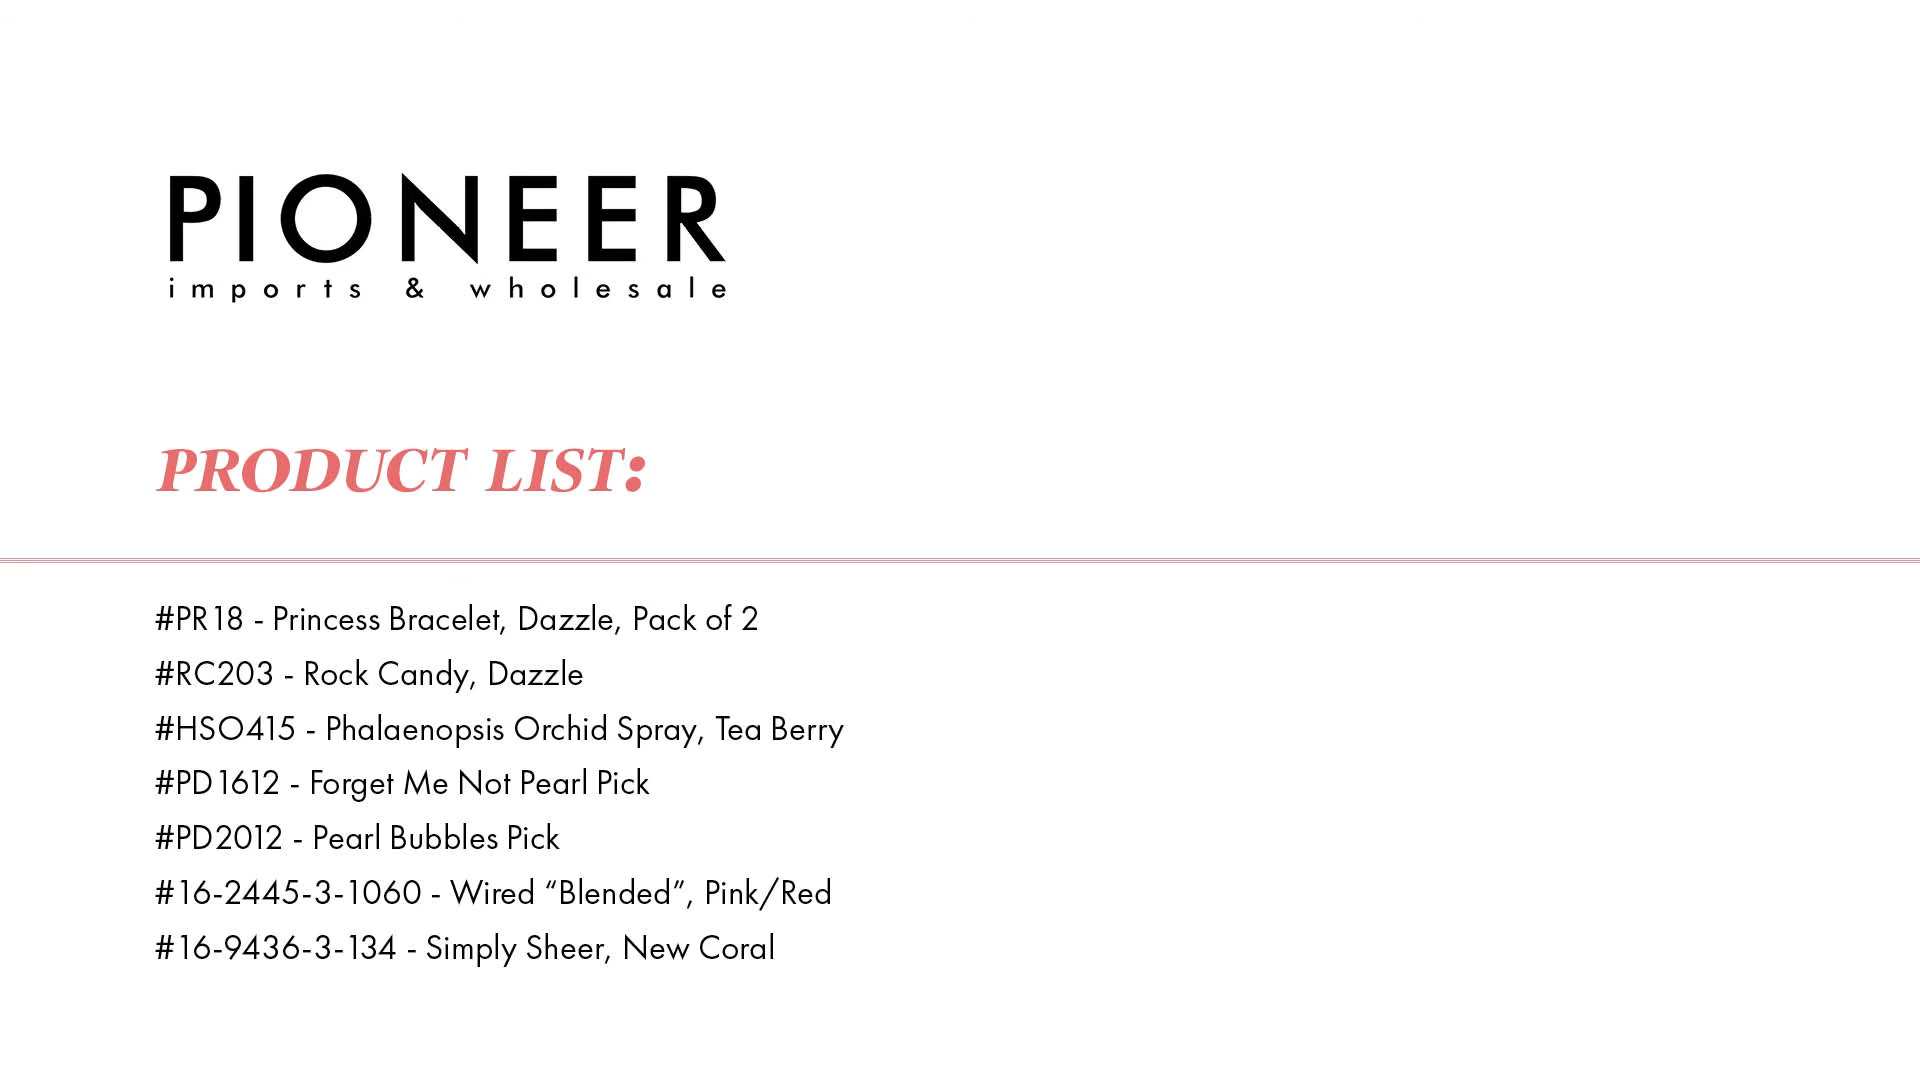 PIONEER
imports & wholesale
PRODUCT LIST:
#PR18 - Princess Bracelet, Dazzle, Pack of 2
#RC203 - Rock Candy, Dazzle
#HSO415 - Phalaenopsis Orchid Spray, Tea Berry
#PD1612 - Forget Me Not Pearl Pick
#PD2012 - Pearl Bubbles Pick
#16-2445-3-1060 - Wired “Blended”, Pink/Red
#16-9436-3-134 - Simply Sheer, New Coral